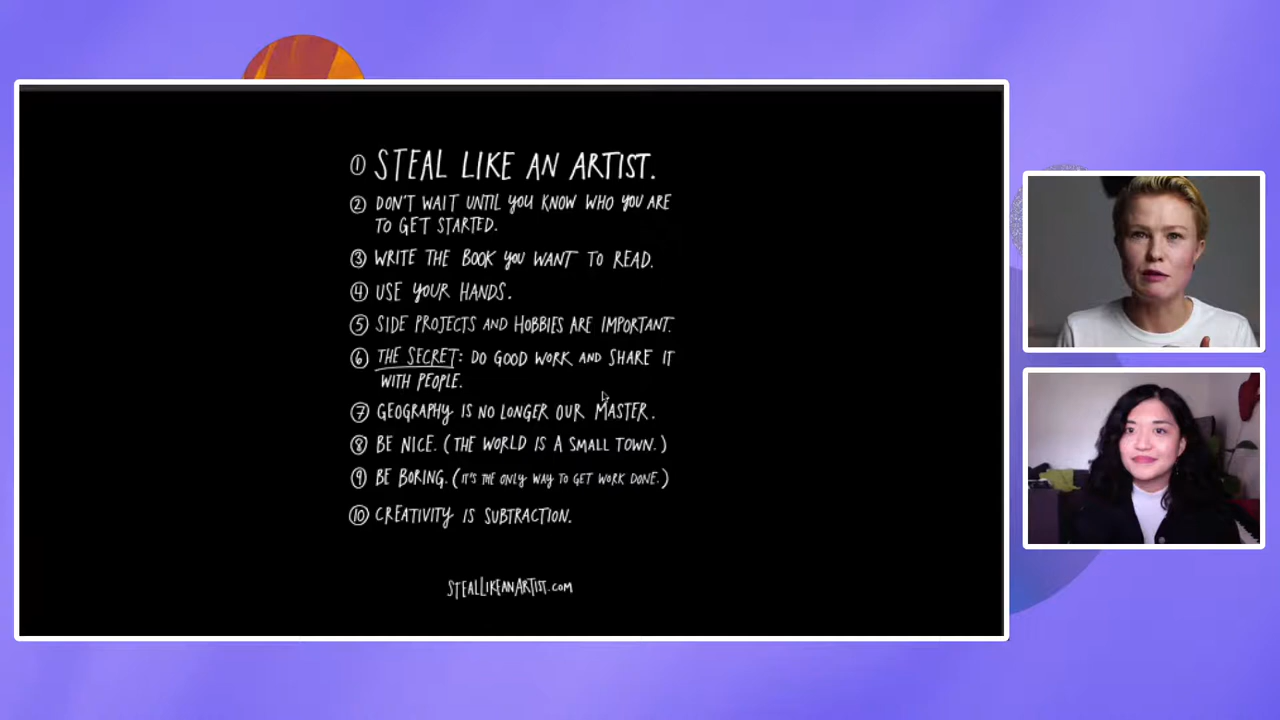 ① STEAL LIKE AN ARTIST.
② DON'T WAIT UNTIL YOU KNOW WHO YOU ARE
TO GET STARTED.
③ WRITE THE BOOK YOU WANT TO READ.
④ USE YOUR HANDS.
⑤ SIDE PROJECTS AND HOBBIES ARE IMPORTANT.
⑥ THE SECRET: DO GOOD WORK AND SHARE IT
WITH PEOPLE.
⑦ GEOGRAPHY IS NO LONGER OUR MASTER.
⑧ BE NICE. (THE WORLD IS A SMALL TOWN.)
⑨ BE BORING. (IT'S THE ONLY WAY TO GET WORK DONE.)
⑩ CREATIVITY IS SUBTRACTION.
STEALLIKEANARTIST.COM